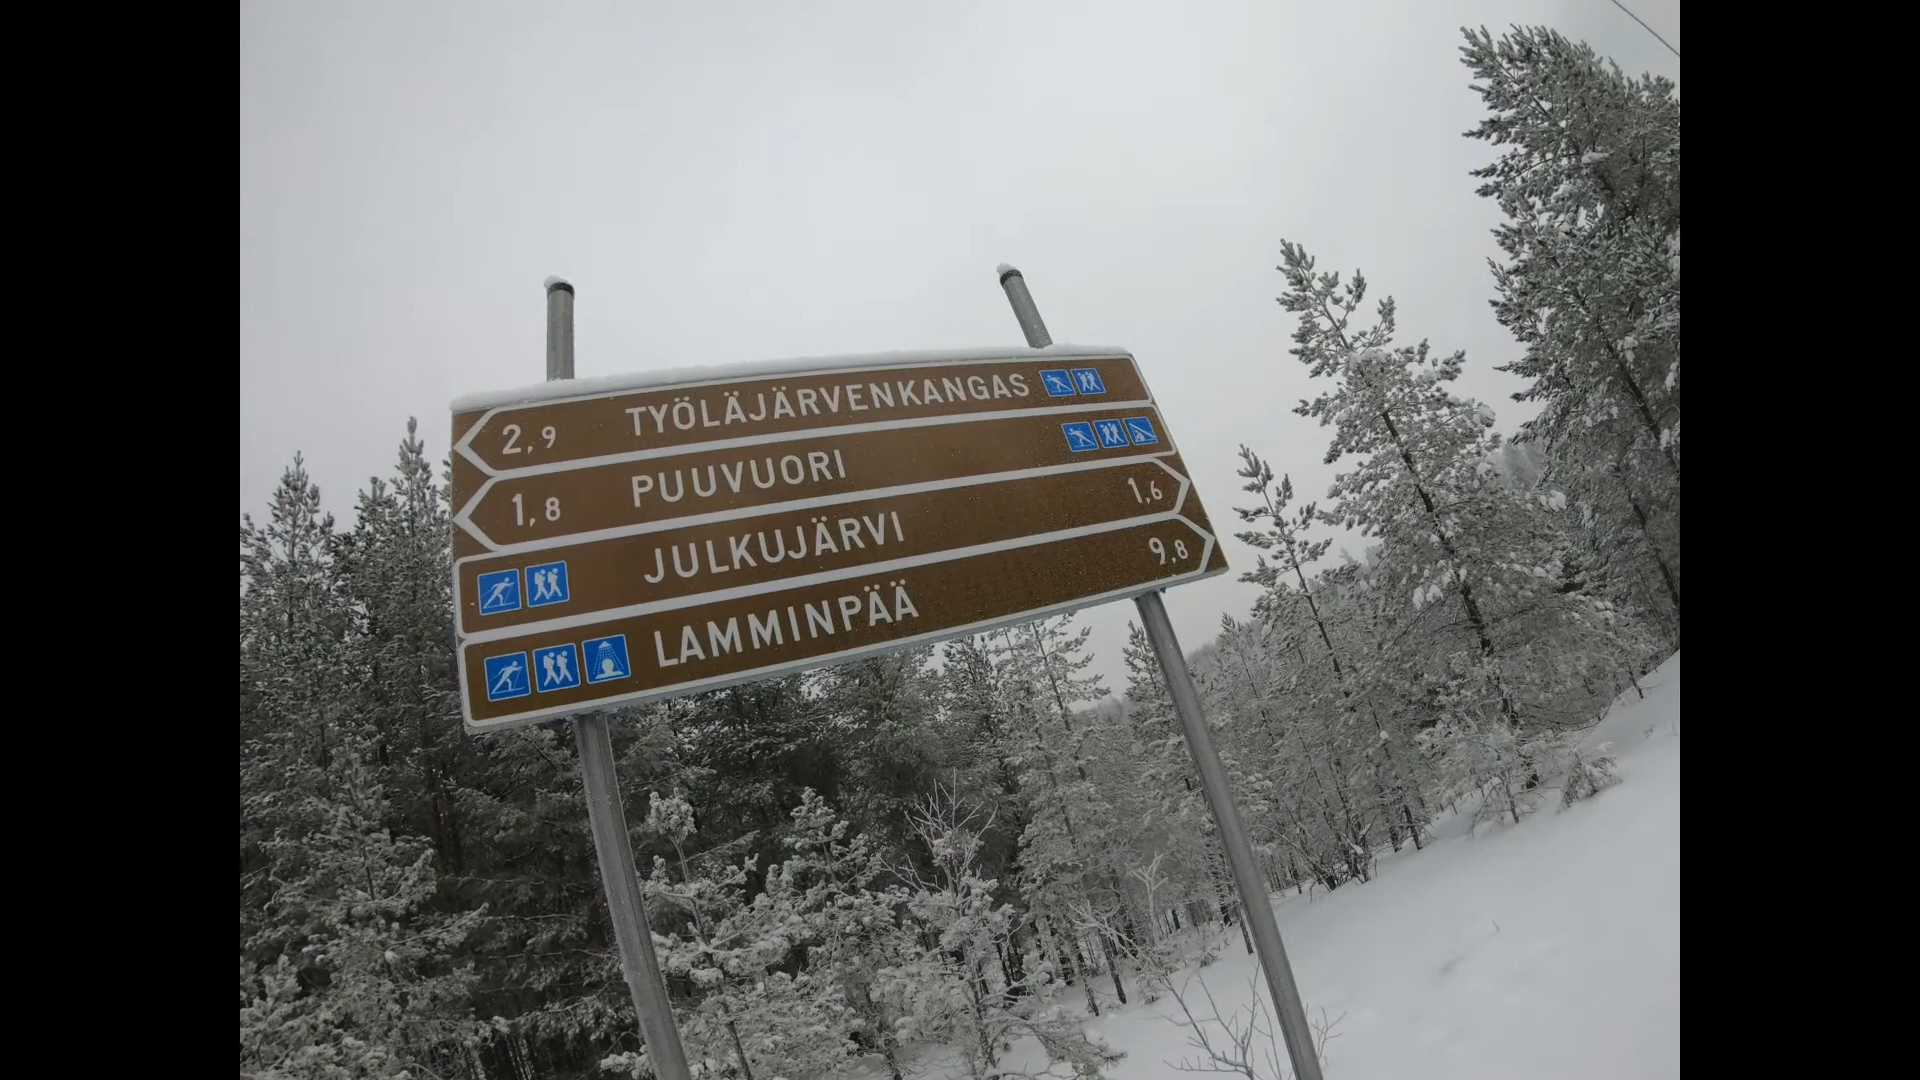 2,9 TYÖLÄJÄRVENKANGAS
1,8 PUUVUORI
JULKUJÄRVI 1,6
LAMMINPÄÄ 9,8